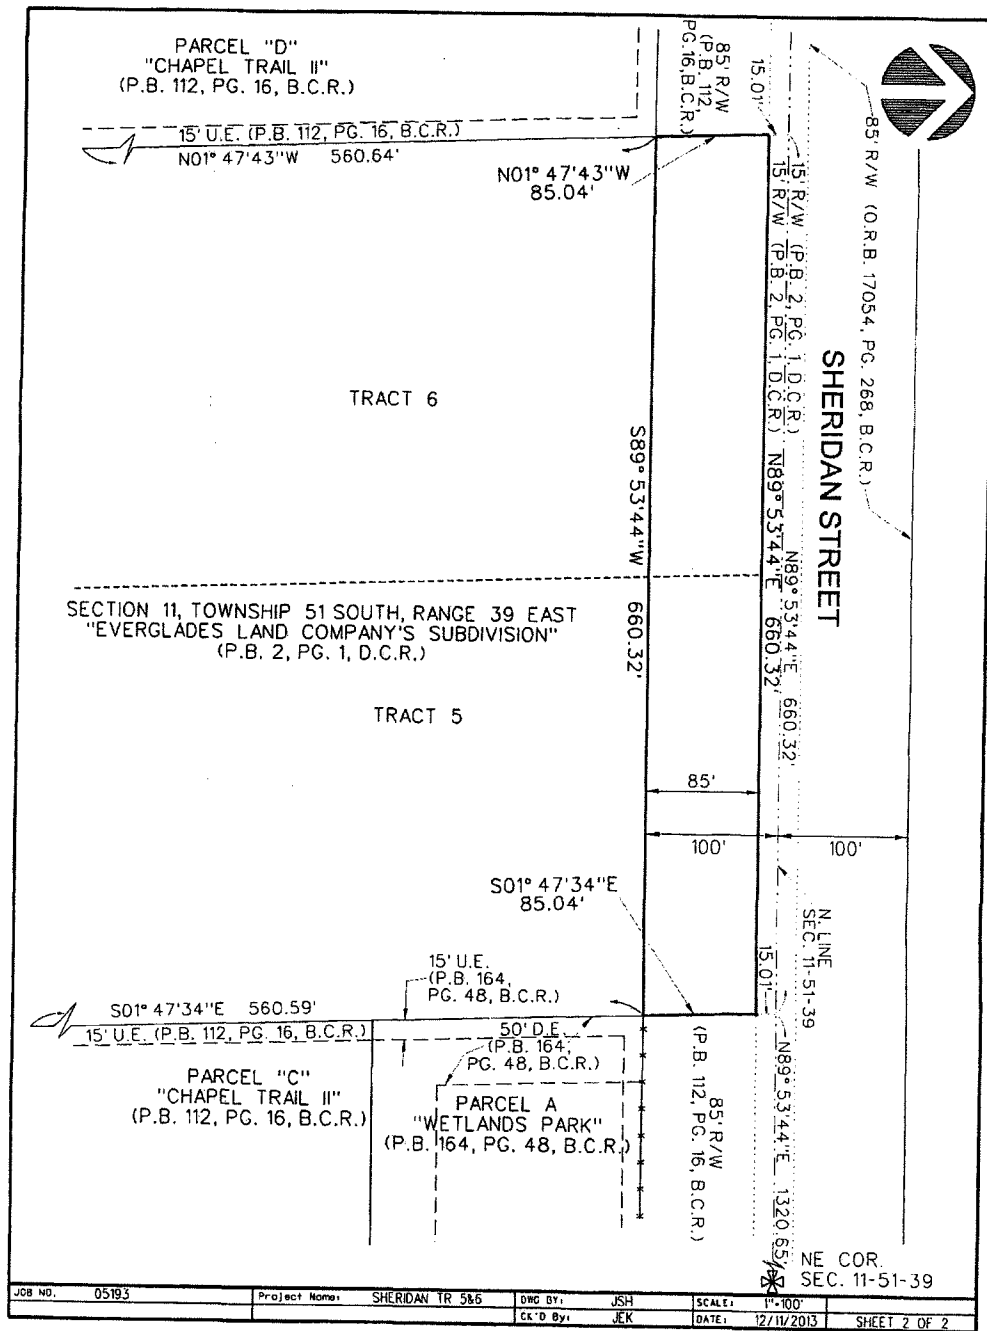 PARCEL "D"
"CHAPEL TRAIL II"
(P.B. 112, PG. 16, B.C.R.)
15' U.E. (P.B. 112, PG. 16, B.C.R.)
N01° 47'43"W 560.64'
N01° 47'43"W
85.04'
85' R/W
(P.B. 112,
PG. 16, B.C.R.)
15.01'
15' R/W (P.B. 2, PG. 1, D.C.R.)
15' R/W (P.B. 2, PG. 1, D.C.R.) N89° 53'44"E 660.32'
85' R/W (O.R.B. 17054, PG. 268, B.C.R.)
SHERIDAN STREET
TRACT 6
S89° 53'44"W 660.32'
N89° 53'44"E 660.32'
SECTION 11, TOWNSHIP 51 SOUTH, RANGE 39 EAST
"EVERGLADES LAND COMPANY'S SUBDIVISION"
(P.B. 2, PG. 1, D.C.R.)
TRACT 5
85'
100'
100'
S01° 47'34"E
85.04'
N. LINE
SEC. 11-51-39
15.01'
15' U.E.
(P.B. 164,
PG. 48, B.C.R.)
S01° 47'34"E 560.59'
15' U.E. (P.B. 112, PG. 16, B.C.R.)
50' D.E.
(P.B. 164,
PG. 48, B.C.R.)
PARCEL "C"
"CHAPEL TRAIL II"
(P.B. 112, PG. 16, B.C.R.)
PARCEL A
"WETLANDS PARK"
(P.B. 164, PG. 48, B.C.R.)
85' R/W
(P.B. 112, PG. 16, B.C.R.)
N89° 53'44"E 1320.65'
NE COR.
SEC. 11-51-39
JOB NO. 05193 Project Name: SHERIDAN TR 5&6 DWG BY: JSH SCALE: 1"=100'
CK'D By: JEK DATE: 12/11/2013 SHEET 2 OF 2